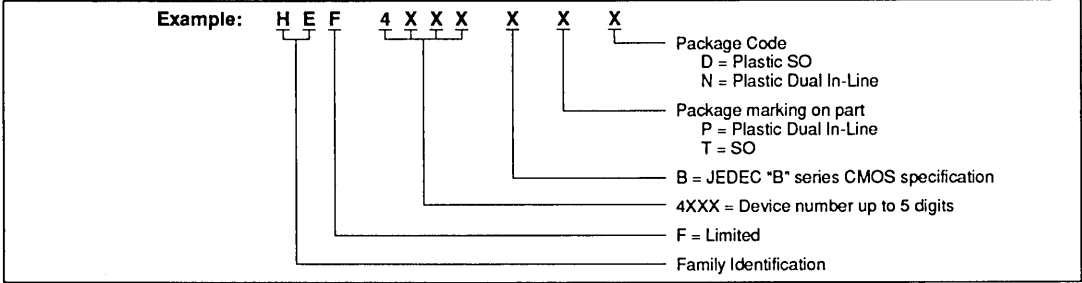 Example: H E F 4 X X X X X X
Package Code
D = Plastic SO
N = Plastic Dual In-Line
Package marking on part
P = Plastic Dual In-Line
T = SO
B = JEDEC "B" series CMOS specification
4XXX = Device number up to 5 digits
F = Limited
Family Identification